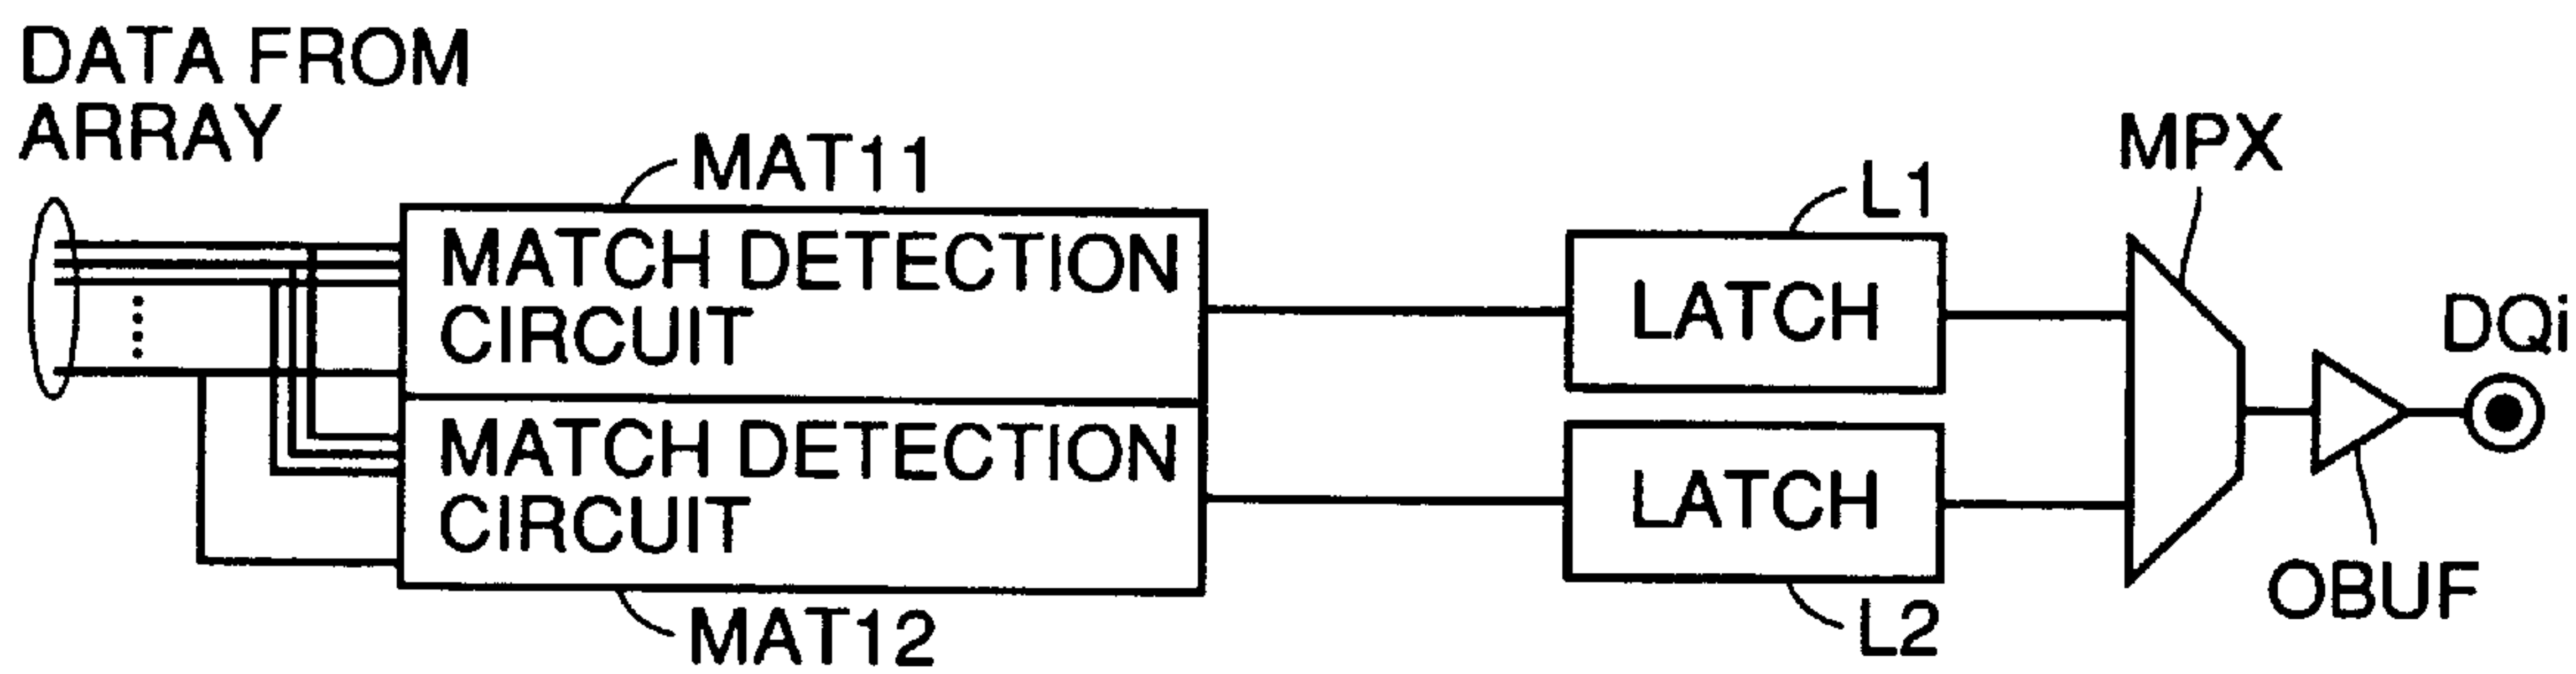 DATA FROM
ARRAY
MAT11
MATCH DETECTION
CIRCUIT
MATCH DETECTION
CIRCUIT
MAT12
L1
LATCH
LATCH
L2
MPX
OBUF
DQi